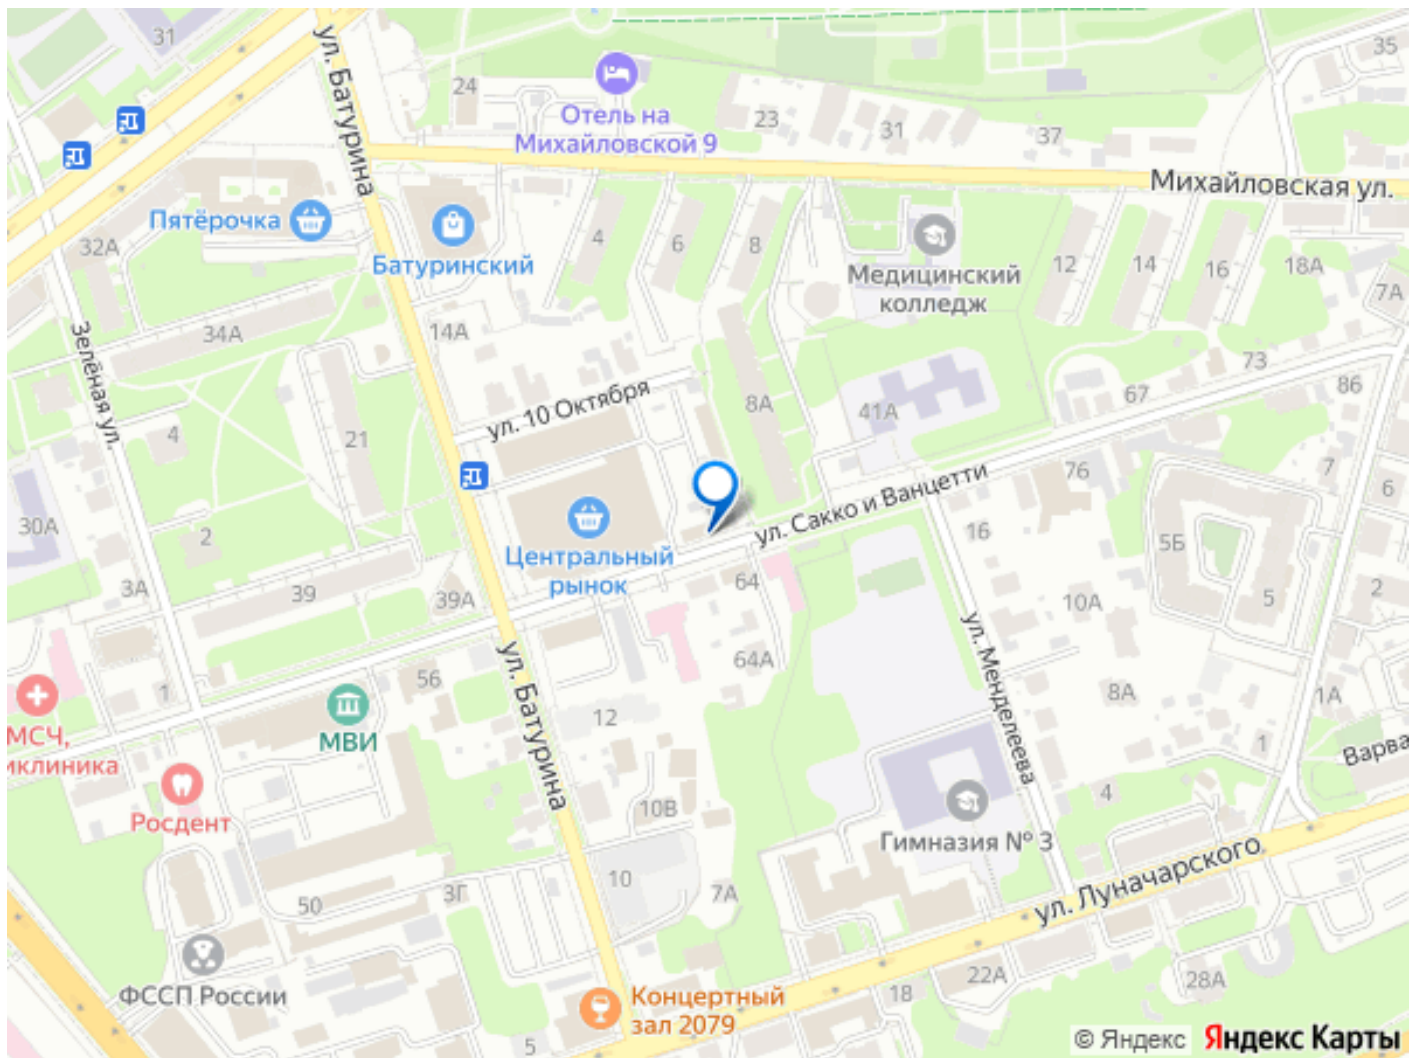 31
ул. Батурина
24
Отель на
Михайловской 9
23
31
37
35
Михайловская ул.
Пятёрочка
32А
Батуринский
4
6
8
Медицинский
колледж
12
14
16
18А
7А
34А
14А
Зелёная ул.
ул. 10 Октября
8А
41А
73
67
86
4
21
76
7
6
30А
2
Центральный
рынок
ул. Сакко и Ванцетти
16
5Б
3А
39
39А
64
10А
5
2
ул. Батурина
64А
ул. Менделеева
8А
1А
1
56
12
МСЧ,
иклиника
МВИ
1
Варва
Росдент
10В
4
Гимназия № 3
ул. Луначарского
50
3Г
10
7А
ФССП России
Концертный
зал 2079
22А
18
28А
5
© Яндекс Яндекс Карты